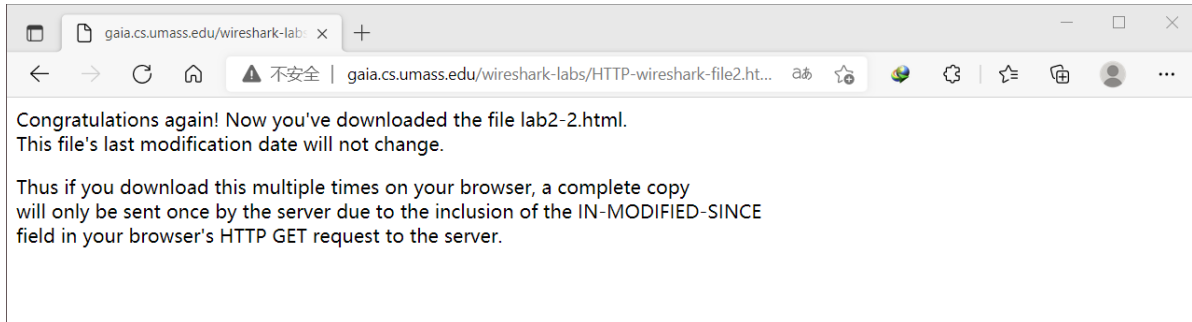 gaia.cs.umass.edu/wireshark-lab
不安全 | gaia.cs.umass.edu/wireshark-labs/HTTP-wireshark-file2.ht... aあ
Congratulations again! Now you've downloaded the file lab2-2.html.
This file's last modification date will not change.
Thus if you download this multiple times on your browser, a complete copy
will only be sent once by the server due to the inclusion of the IN-MODIFIED-SINCE
field in your browser's HTTP GET request to the server.